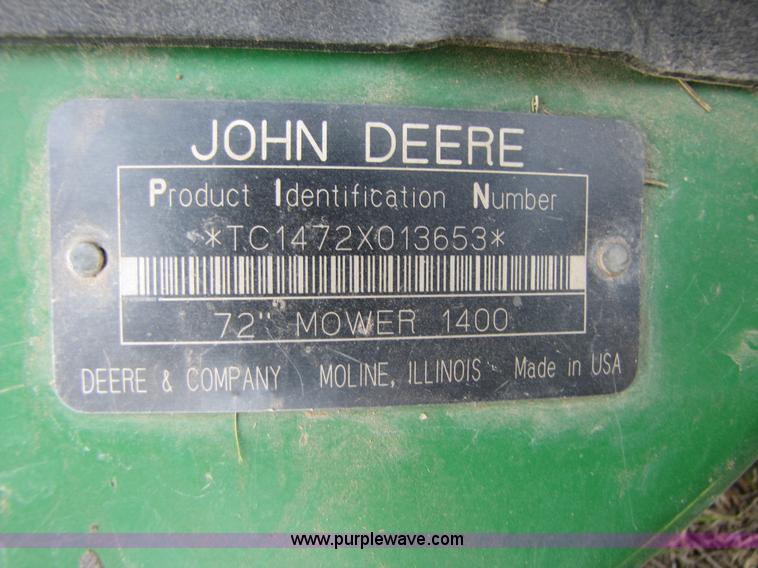 JOHN DEERE
Product Identification Number
*TC1472X013653*
72" MOWER 1400
DEERE & COMPANY MOLINE, ILLINOIS Made in USA
www.purplewave.com